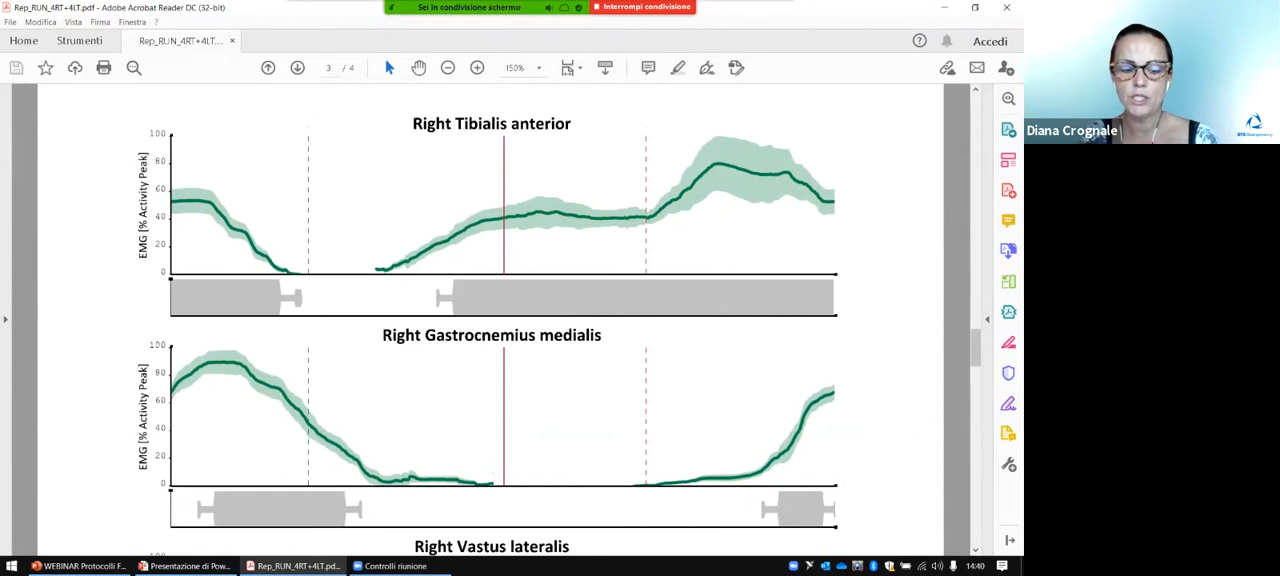 Rep_RUN_4RT+4LT.pdf - Adobe Acrobat Reader DC (32-bit)
Sei in condivisione schermo
Interrompi condivisione
File Modifica Vista Firma Finestra ?
Home Strumenti Rep_RUN_4RT+4LT.... × Accedi
3 / 4 150%
Diana Crognale
BTS Bioengineering
Right Tibialis anterior
EMG [% Activity Peak]
100
80
60
40
20
0
Right Gastrocnemius medialis
EMG [% Activity Peak]
100
80
60
40
20
0
Right Vastus lateralis
100
WEBINAR Protocolli F... Presentazione di Pow... Rep_RUN_4RT+4LT.pd... Controlli riunione 14:40